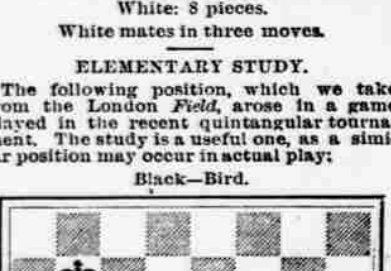 White: 8 pieces.
White mates in three moves.
ELEMENTARY STUDY.
The following position, which we take
rom the London Field, arose in a game
layed in the recent quintangular tourna-
ent. The study is a useful one, as a simi-
r position may occur in actual play:
Black—Bird.